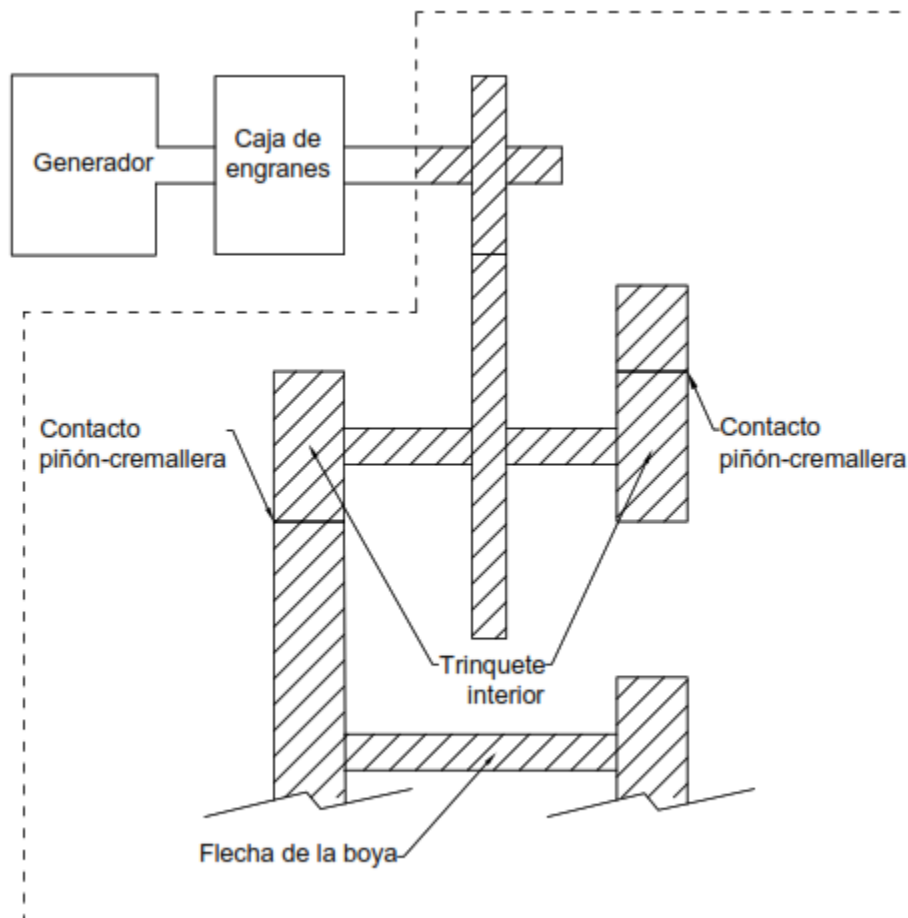 Generador
Caja de
engranes
Contacto
piñón-cremallera
Contacto
piñón-cremallera
Trinquete
interior
Flecha de la boya